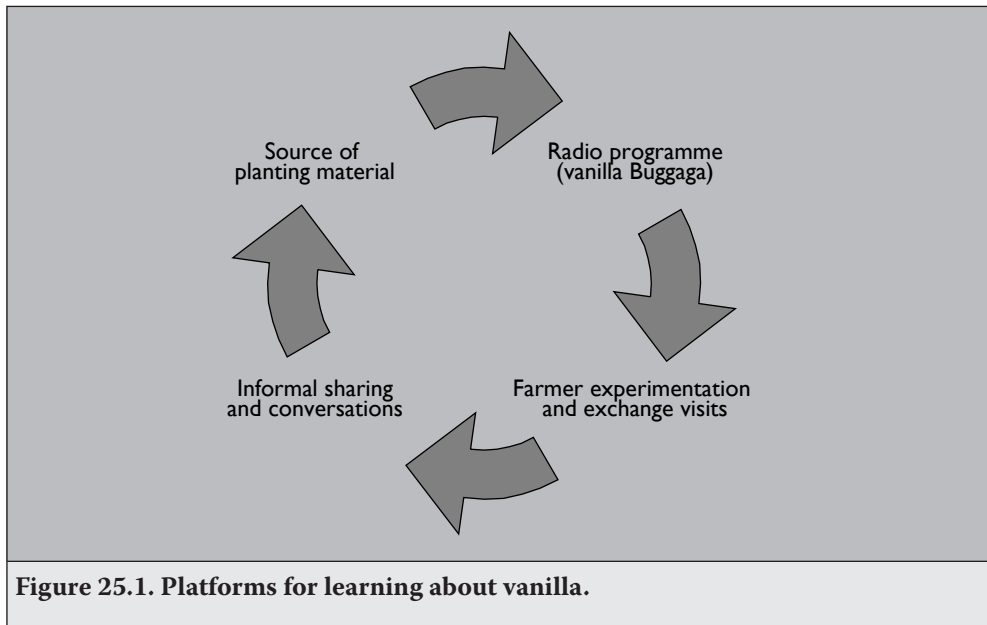 Source of
planting material
Radio programme
(vanilla Buggaga)
Informal sharing
and conversations
Farmer experimentation
and exchange visits
Figure 25.1. Platforms for learning about vanilla.